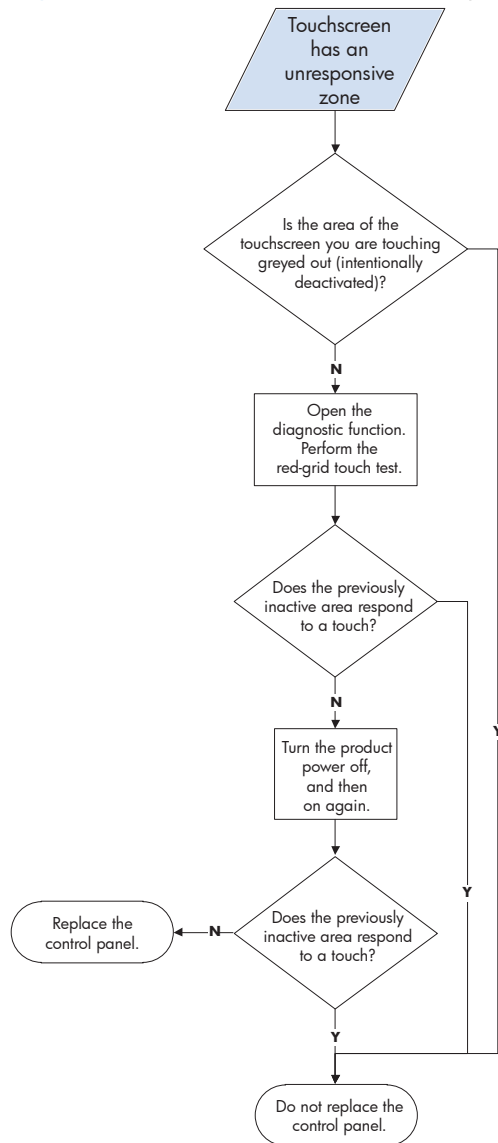 Touchscreen
has an
unresponsive
zone
Is the area of the
touchscreen you are touching
greyed out (intentionally
deactivated)?
N
Open the
diagnostic function.
Perform the
red-grid touch test.
Does the previously
inactive area respond
to a touch?
N
Y
Turn the product
power off,
and then
on again.
Y
Replace the
control panel.
N
Does the previously
inactive area respond
to a touch?
Y
Do not replace the
control panel.